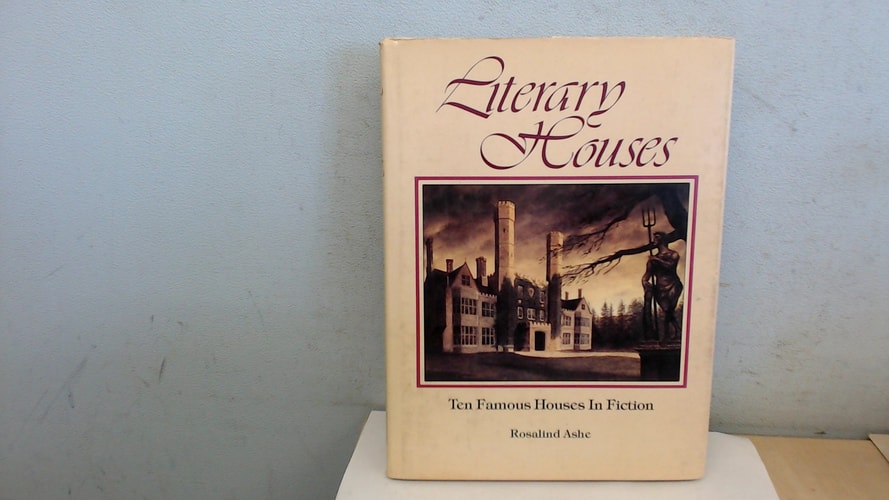 Literary
Houses
Ten Famous Houses In Fiction
Rosalind Ashe